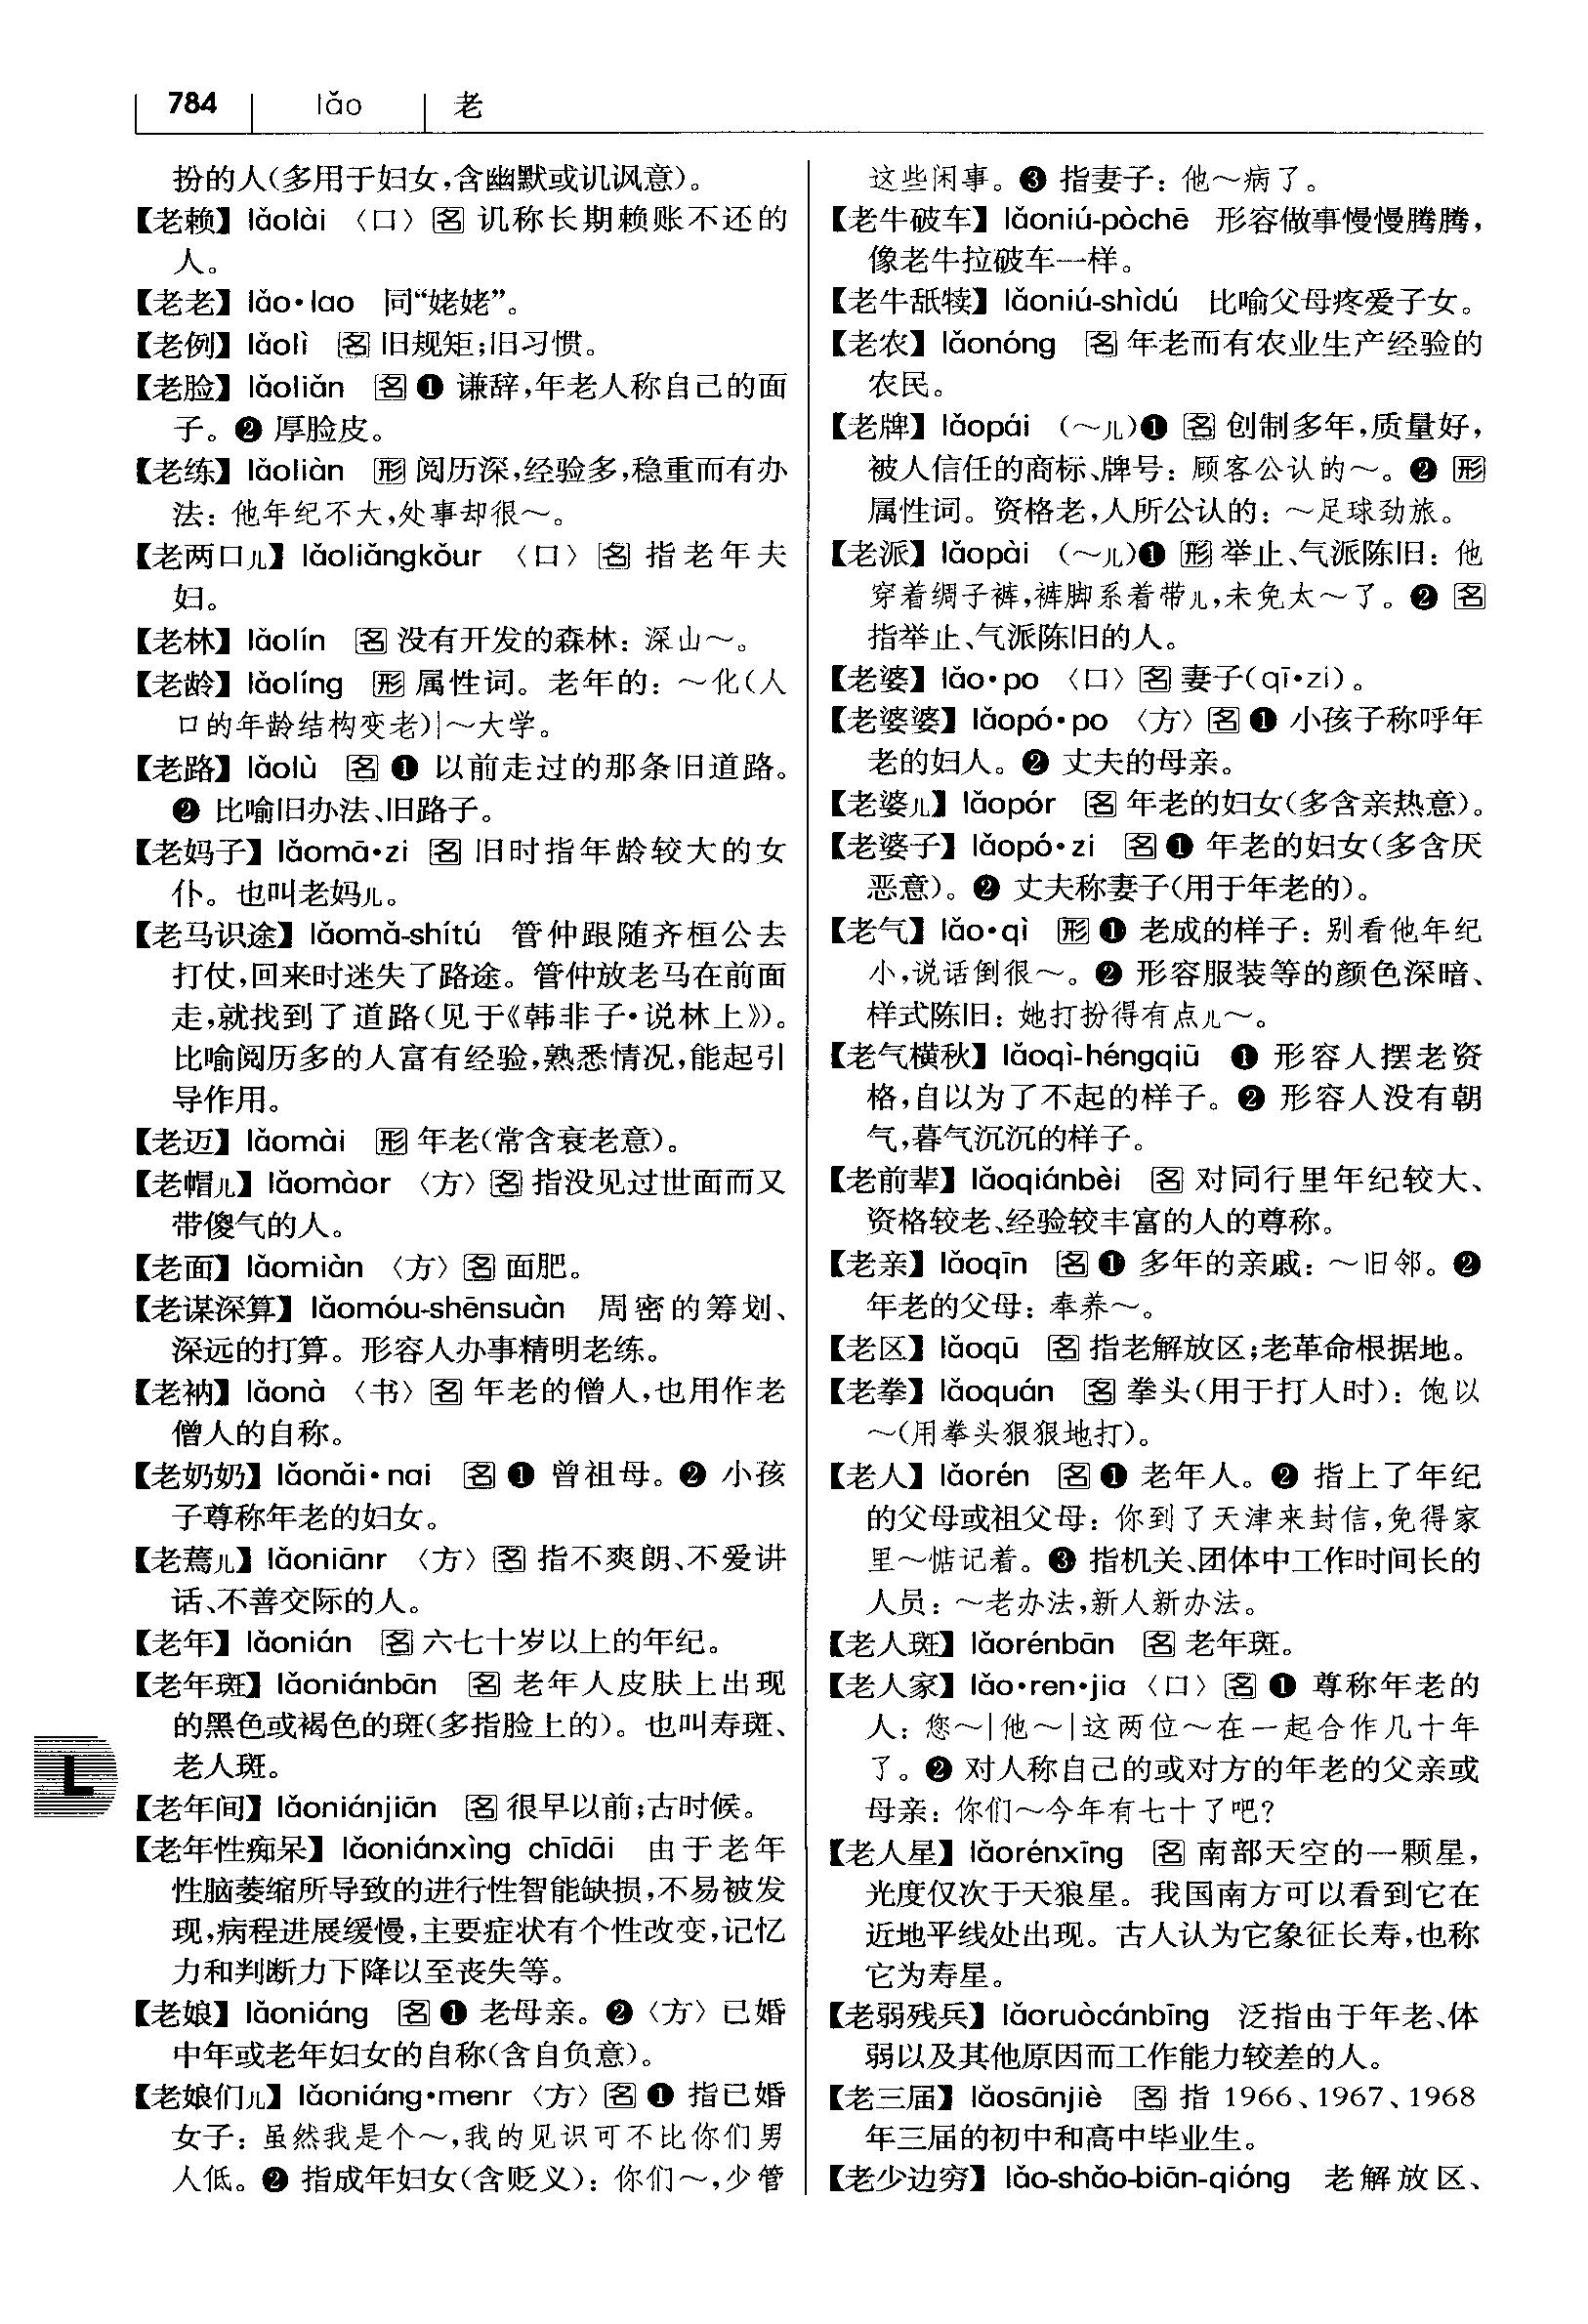 784 lǎo 老
扮的人(多用于妇女,含幽默或讥讽意)。
【老赖】lǎolài 〈口〉名 讥称长期赖账不还的
人。
【老老】lǎo·lao 同“姥姥”。
【老例】lǎolì 名 旧规矩;旧习惯。
【老脸】lǎoliǎn 名 ❶ 谦辞,年老人称自己的面
子。❷ 厚脸皮。
【老练】lǎoliàn 形 阅历深,经验多,稳重而有办
法:他年纪不大,处事却很~。
【老两口儿】lǎoliǎngkǒur 〈口〉名 指老年夫
妇。
【老林】lǎolín 名 没有开发的森林:深山~。
【老龄】lǎolíng 形 属性词。老年的:~化(人
口的年龄结构变老)|~大学。
【老路】lǎolù 名 ❶ 以前走过的那条旧道路。
❷ 比喻旧办法、旧路子。
【老妈子】lǎomā·zi 名 旧时指年龄较大的女
仆。也叫老妈儿。
【老马识途】lǎomǎ-shítú 管仲跟随齐桓公去
打仗,回来时迷失了路途。管仲放老马在前面
走,就找到了道路(见于《韩非子·说林上》)。
比喻阅历多的人富有经验,熟悉情况,能起引
导作用。
【老迈】lǎomài 形 年老(常含衰老意)。
【老帽儿】lǎomàor 〈方〉名 指没见过世面而又
带傻气的人。
【老面】lǎomiàn 〈方〉名 面肥。
【老谋深算】lǎomóu-shēnsuàn 周密的筹划、
深远的打算。形容人办事精明老练。
【老衲】lǎonà 〈书〉名 年老的僧人,也用作老
僧人的自称。
【老奶奶】lǎonǎi·nai 名 ❶ 曾祖母。❷ 小孩
子尊称年老的妇女。
【老蔫儿】lǎoniānr 〈方〉名 指不爽朗、不爱讲
话、不善交际的人。
【老年】lǎonián 名 六七十岁以上的年纪。
【老年斑】lǎoniánbān 名 老年人皮肤上出现
的黑色或褐色的斑(多指脸上的)。也叫寿斑、
老人斑。
【老年间】lǎoniánjiān 名 很早以前;古时候。
【老年性痴呆】lǎoniánxìng chīdāi 由于老年
性脑萎缩所导致的进行性智能缺损,不易被发
现,病程进展缓慢,主要症状有个性改变,记忆
力和判断力下降以至丧失等。
【老娘】lǎoniáng 名 ❶ 老母亲。❷〈方〉已婚
中年或老年妇女的自称(含自负意)。
【老娘们儿】lǎoniáng·menr 〈方〉名 ❶ 指已婚
女子:虽然我是个~,我的见识可不比你们男
人低。❷ 指成年妇女(含贬义):你们~,少管
L
这些闲事。❸ 指妻子:他~病了。
【老牛破车】lǎoniú-pòchē 形容做事慢慢腾腾,
像老牛拉破车一样。
【老牛舐犊】lǎoniú-shìdú 比喻父母疼爱子女。
【老农】lǎonóng 名 年老而有农业生产经验的
农民。
【老牌】lǎopái (~儿)❶ 名 创制多年,质量好,
被人信任的商标、牌号:顾客公认的~。❷ 形
属性词。资格老,人所公认的:~足球劲旅。
【老派】lǎopài (~儿)❶ 形 举止、气派陈旧:他
穿着绸子裤,裤脚系着带儿,未免太~了。❷ 名
指举止、气派陈旧的人。
【老婆】lǎo·po 〈口〉名 妻子(qī·zi)。
【老婆婆】lǎopó·po 〈方〉名 ❶ 小孩子称呼年
老的妇人。❷ 丈夫的母亲。
【老婆儿】lǎopór 名 年老的妇女(多含亲热意)。
【老婆子】lǎopó·zi 名 ❶ 年老的妇女(多含厌
恶意)。❷ 丈夫称妻子(用于年老的)。
【老气】lǎo·qì 形 ❶ 老成的样子:别看他年纪
小,说话倒很~。❷ 形容服装等的颜色深暗、
样式陈旧:她打扮得有点儿~。
【老气横秋】lǎoqì-héngqiū ❶ 形容人摆老资
格,自以为了不起的样子。❷ 形容人没有朝
气,暮气沉沉的样子。
【老前辈】lǎoqiánbèi 名 对同行里年纪较大、
资格较老、经验较丰富的人的尊称。
【老亲】lǎoqīn 名 ❶ 多年的亲戚:~旧邻。❷
年老的父母:奉养~。
【老区】lǎoqū 名 指老解放区;老革命根据地。
【老拳】lǎoquán 名 拳头(用于打人时):饱以
~(用拳头狠狠地打)。
【老人】lǎorén 名 ❶ 老年人。❷ 指上了年纪
的父母或祖父母:你到了天津来封信,免得家
里~惦记着。❸ 指机关、团体中工作时间长的
人员:~老办法,新人新办法。
【老人斑】lǎorénbān 名 老年斑。
【老人家】lǎo·ren·jia 〈口〉名 ❶ 尊称年老的
人:您~|他~|这两位~在一起合作几十年
了。❷ 对人称自己的或对方的年老的父亲或
母亲:你们~今年有七十了吧?
【老人星】lǎorénxīng 名 南部天空的一颗星,
光度仅次于天狼星。我国南方可以看到它在
近地平线处出现。古人认为它象征长寿,也称
它为寿星。
【老弱残兵】lǎoruòcánbīng 泛指由于年老、体
弱以及其他原因而工作能力较差的人。
【老三届】lǎosānjiè 名 指 1966、1967、1968
年三届的初中和高中毕业生。
【老少边穷】lǎo-shǎo-biān-qióng 老解放区、